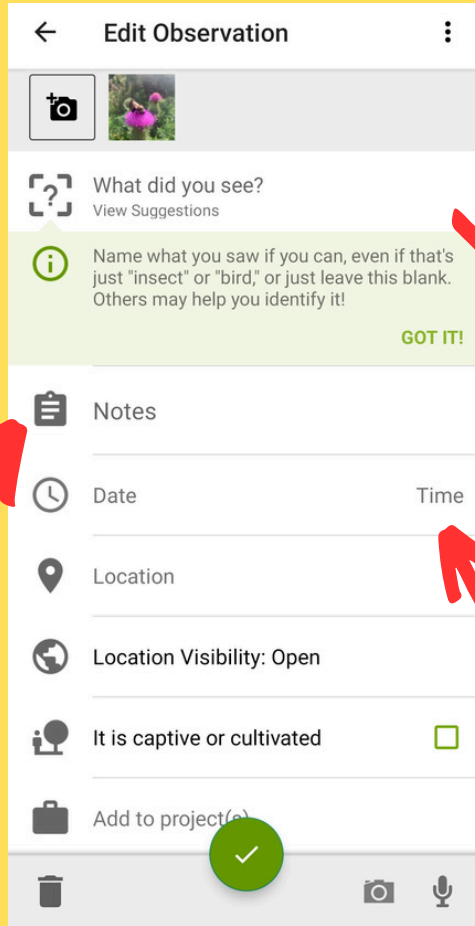 Edit Observation
What did you see?
View Suggestions
Name what you saw if you can, even if that's
just "insect" or "bird," or just leave this blank.
Others may help you identify it!
GOT IT!
Notes
Date Time
Location
Location Visibility: Open
It is captive or cultivated
Add to project(s)